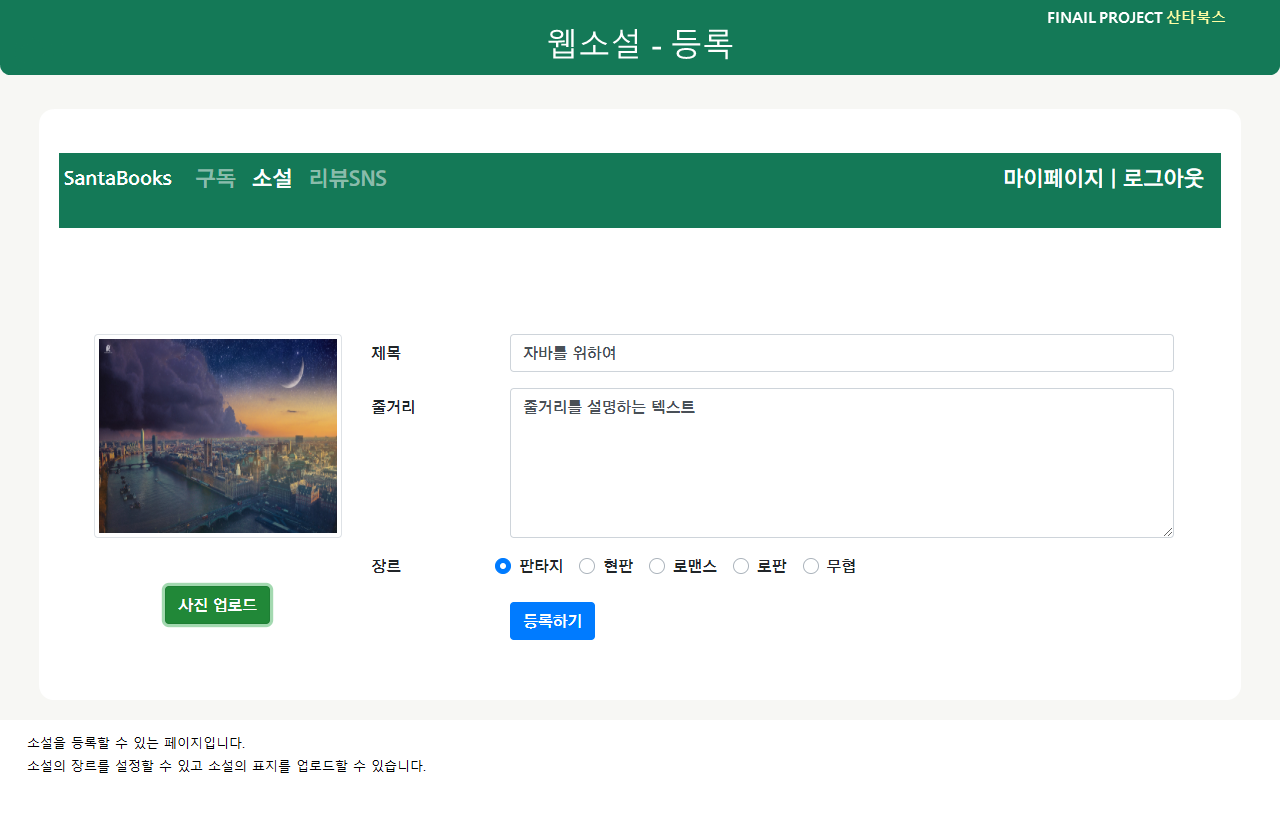 FINAIL PROJECT 산타북스
웹소설 - 등록
SantaBooks 구독 소설 리뷰SNS 마이페이지 | 로그아웃
제목 자바를 위하여
줄거리 줄거리를 설명하는 텍스트
장르 판타지 현판 로맨스 로판 무협
사진 업로드
등록하기
소설을 등록할 수 있는 페이지입니다.
소설의 장르를 설정할 수 있고 소설의 표지를 업로드할 수 있습니다.